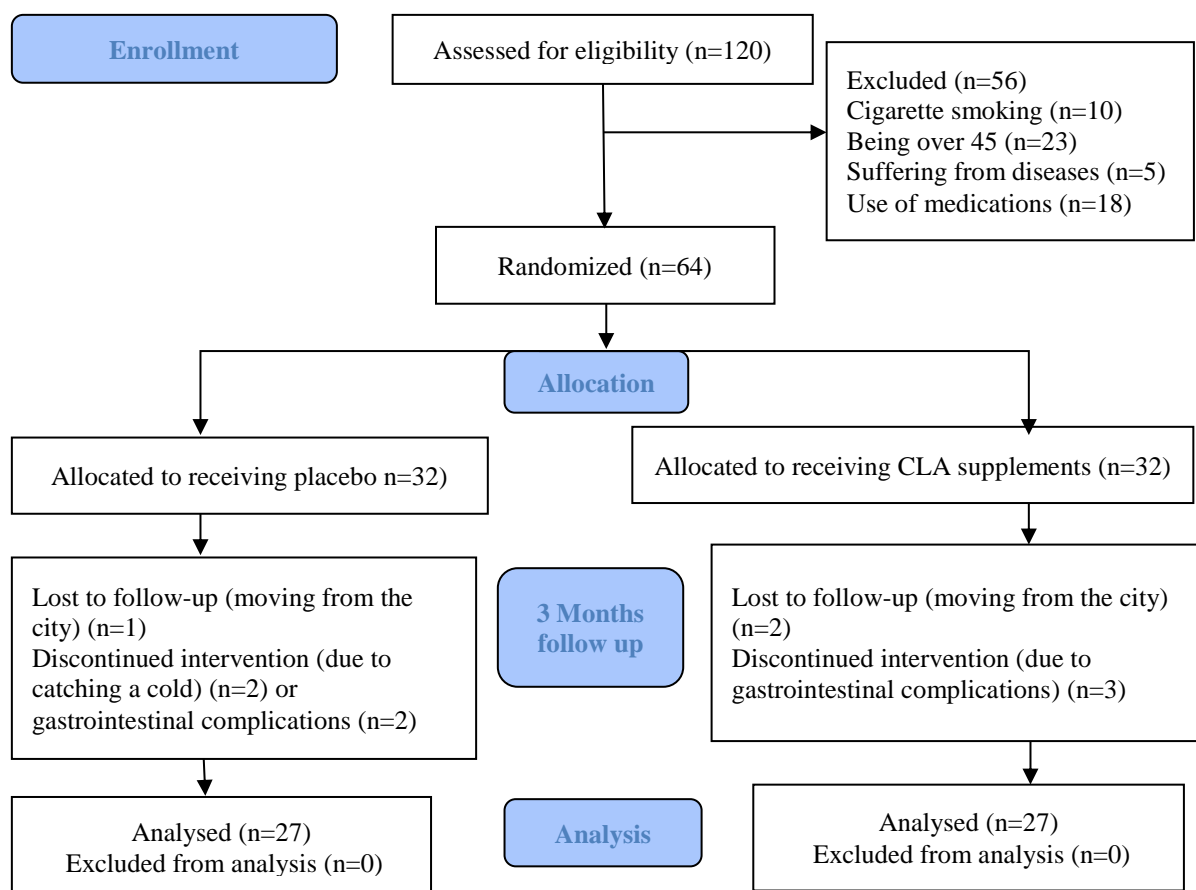 Enrollment
Assessed for eligibility (n=120)
Excluded (n=56)
Cigarette smoking (n=10)
Being over 45 (n=23)
Suffering from diseases (n=5)
Use of medications (n=18)
Randomized (n=64)
Allocation
Allocated to receiving placebo n=32)
Allocated to receiving CLA supplements (n=32)
Lost to follow-up (moving from the
city) (n=1)
Discontinued intervention (due to
catching a cold) (n=2) or
gastrointestinal complications (n=2)
3 Months
follow up
Lost to follow-up (moving from the city)
(n=2)
Discontinued intervention (due to
gastrointestinal complications) (n=3)
Analysed (n=27)
Excluded from analysis (n=0)
Analysis
Analysed (n=27)
Excluded from analysis (n=0)